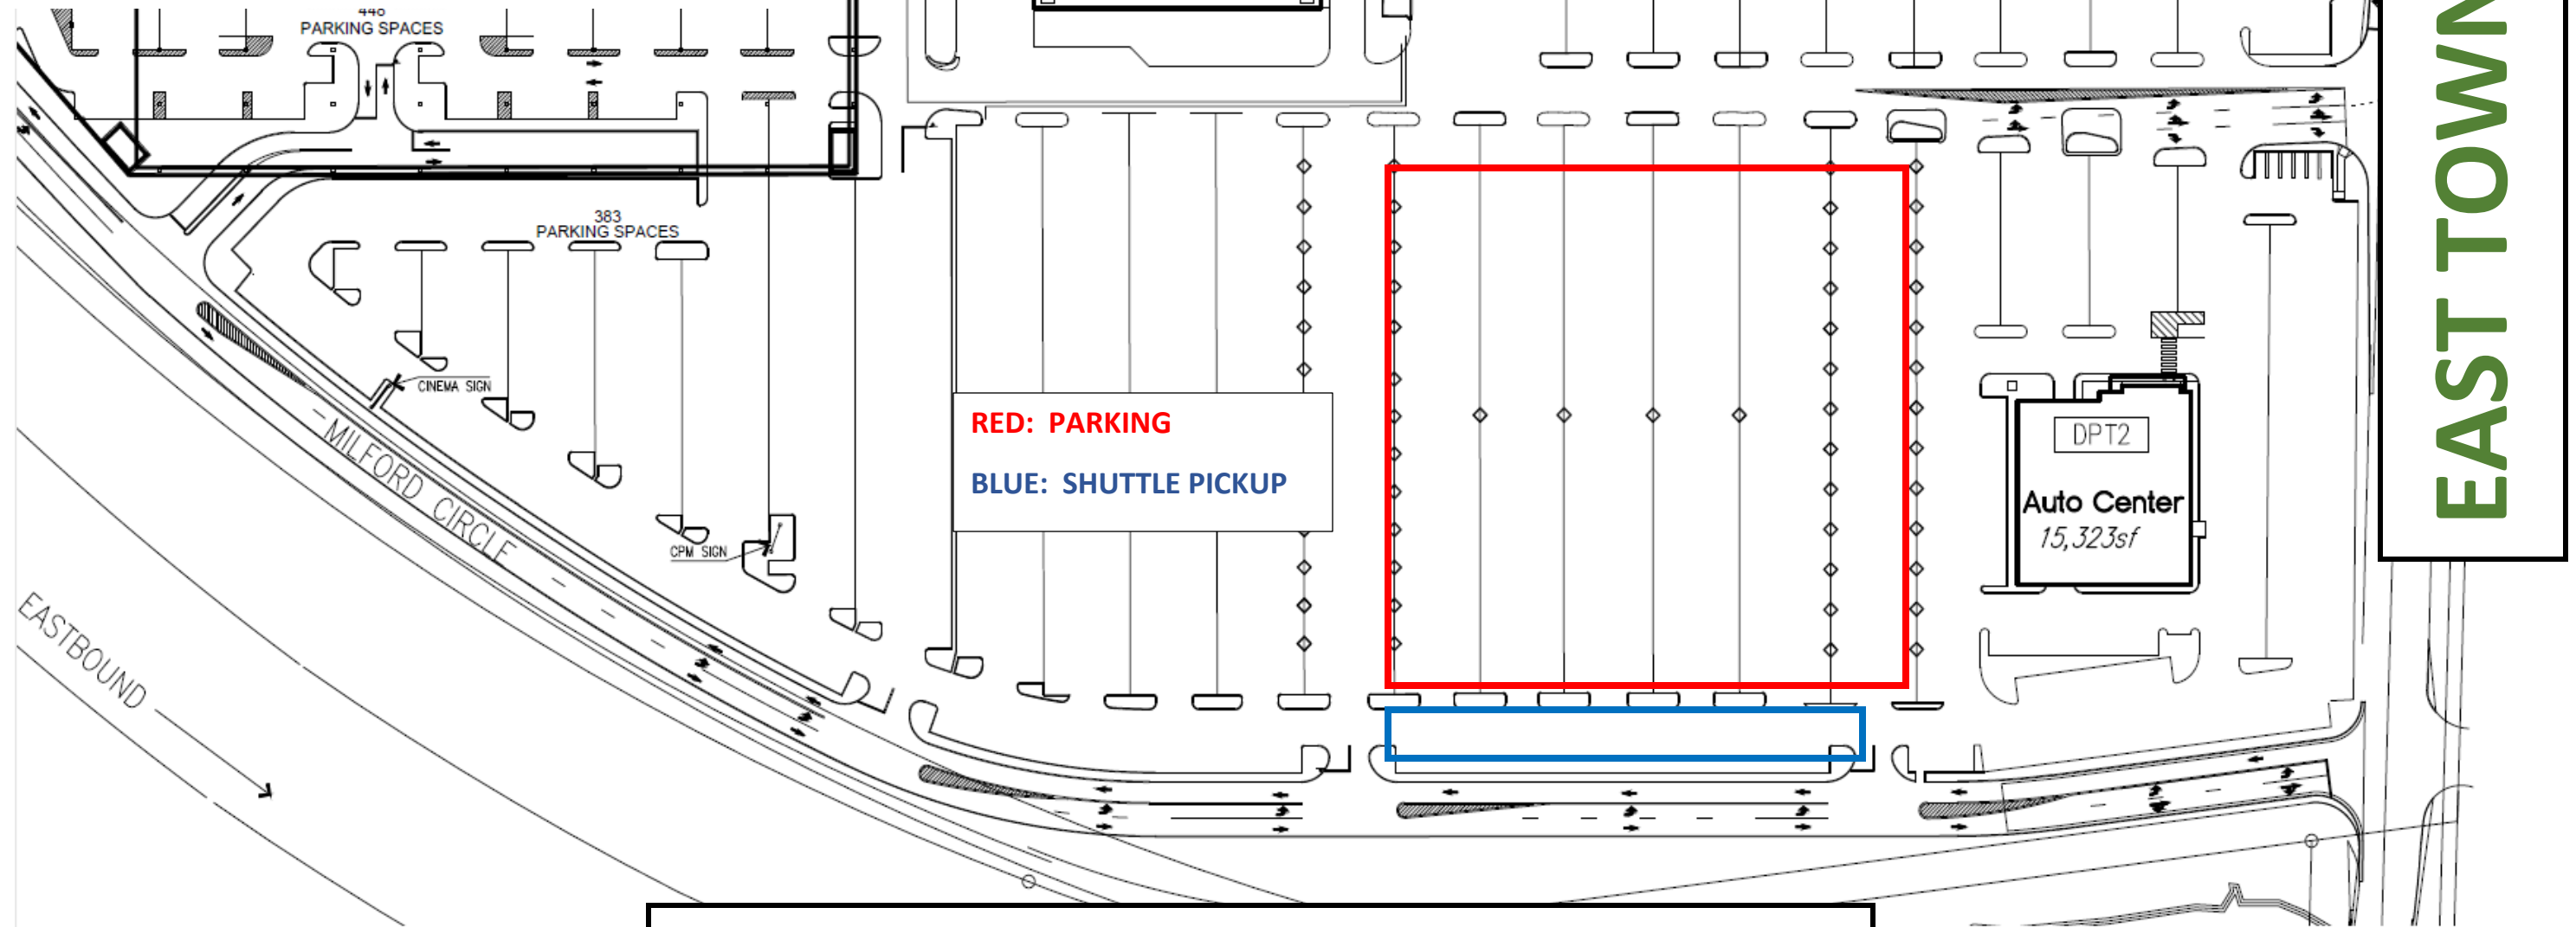 448
PARKING SPACES
383
PARKING SPACES
CINEMA SIGN
MILFORD CIRCLE
CPM SIGN
EASTBOUND
RED: PARKING
BLUE: SHUTTLE PICKUP
DPT2
Auto Center
15,323sf
EAST TOWN